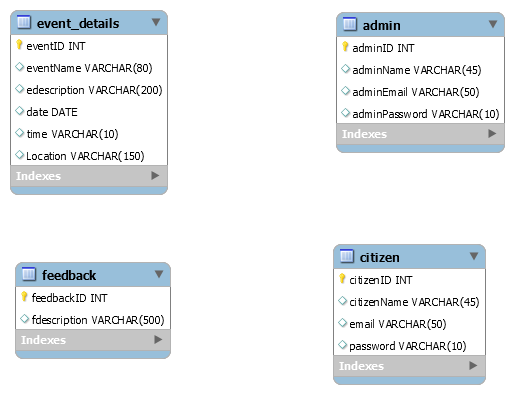 event_details
eventID INT
eventName VARCHAR(80)
edescription VARCHAR(200)
date DATE
time VARCHAR(10)
Location VARCHAR(150)
Indexes
admin
adminID INT
adminName VARCHAR(45)
adminEmail VARCHAR(50)
adminPassword VARCHAR(10)
Indexes
feedback
feedbackID INT
fdescription VARCHAR(500)
Indexes
citizen
citizenID INT
citizenName VARCHAR(45)
email VARCHAR(50)
password VARCHAR(10)
Indexes